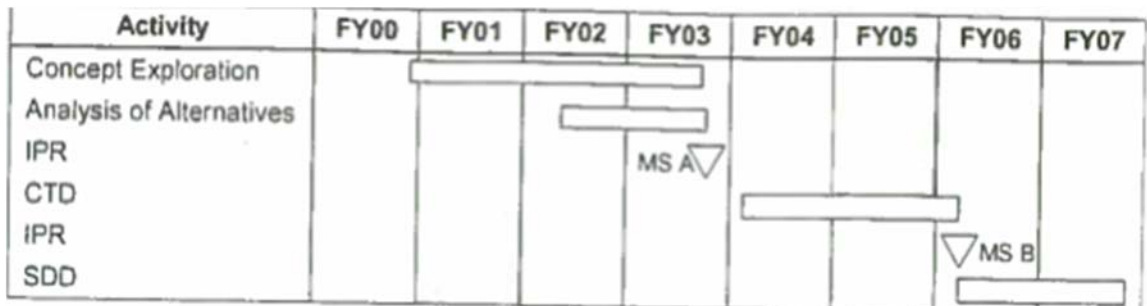 Activity FY00 FY01 FY02 FY03 FY04 FY05 FY06 FY07
Concept Exploration
Analysis of Alternatives
IPR MS A
CTD
IPR MS B
SDD